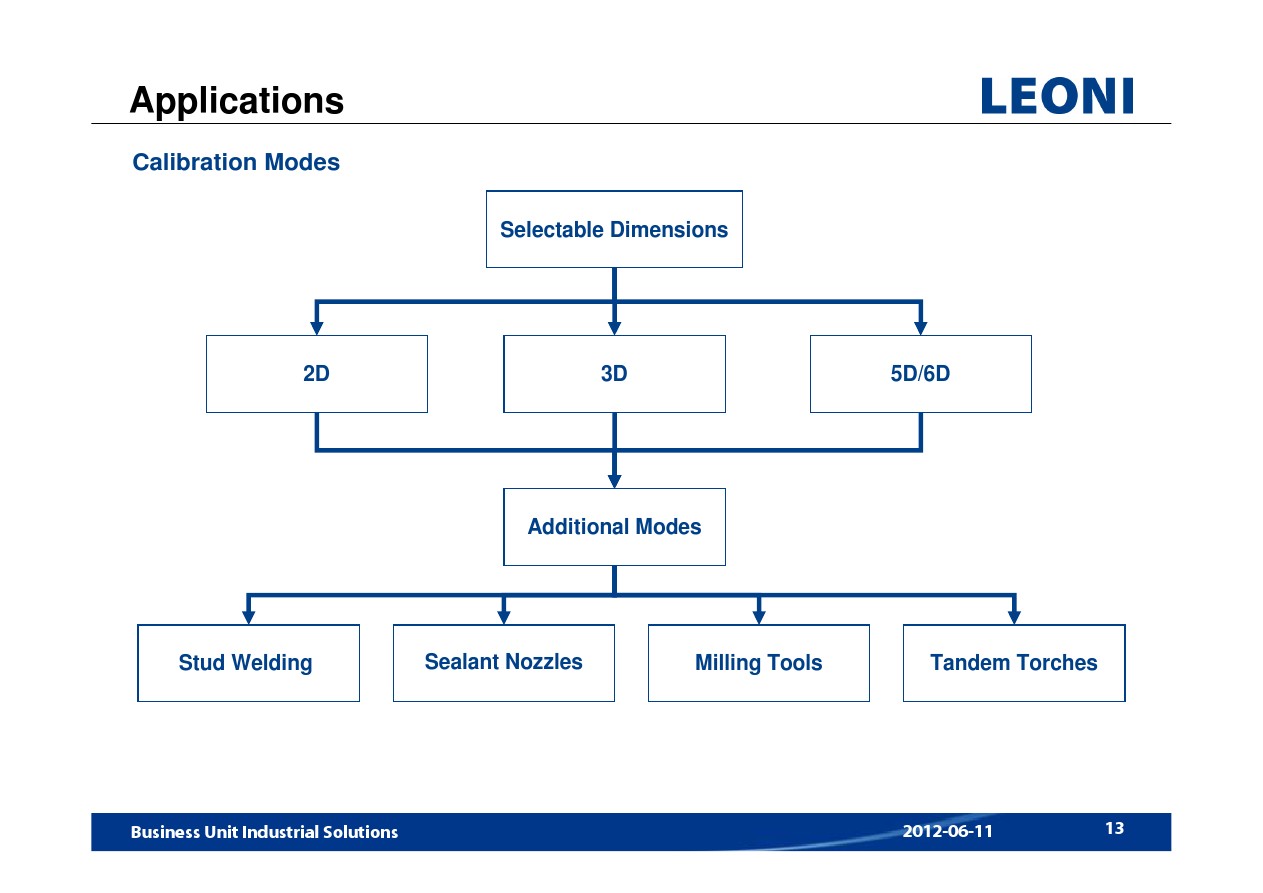 Applications
LEONI
Calibration Modes
Selectable Dimensions
2D
3D
5D/6D
Additional Modes
Stud Welding
Sealant Nozzles
Milling Tools
Tandem Torches
Business Unit Industrial Solutions
2012-06-11
13